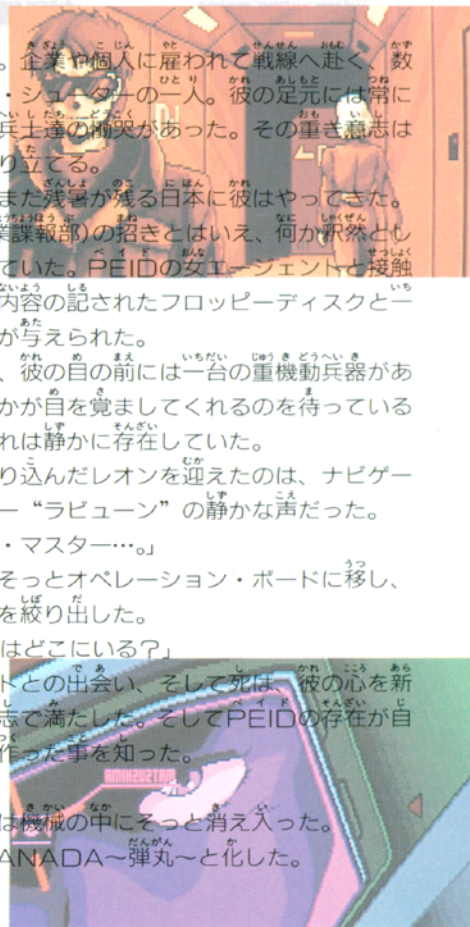 。企業や個人に雇われて戦線へ赴く、数
・シューターの一人。彼の足元には常に
兵士達の慟哭があった。その重き意志は
り立てる。
まだ残暑が残る日本に彼はやってきた。
業諜報部)の招きとはいえ、何か釈然とし
ていた。PEIDの女エージェントと接触
内容の記されたフロッピーディスクと一
が与えられた。
、彼の目の前には一台の重機動兵器があ
かが目を覚ましてくれるのを待っている
れは静かに存在していた。
り込んだレオンを迎えたのは、ナビゲー
ー“ラビューン”の静かな声だった。
・マスター…。」
そっとオペレーション・ボードに移し、
を絞り出した。
はどこにいる?」
トとの出会い、そして死は、彼の心を新
志で満たした。そしてPEIDの存在が自
作った事を知った。
は機械の中にそっと消え入った。
ANADA～弾丸～と化した。